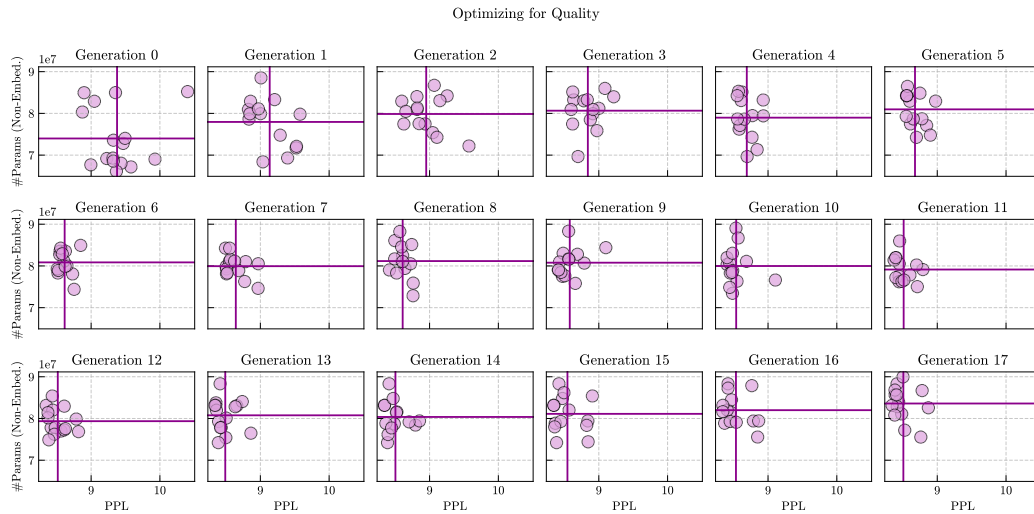 Optimizing for Quality
1e7
Generation 0
Generation 1
Generation 2
Generation 3
Generation 4
Generation 5
9
8
7
#Params (Non-Embed.)
1e7
Generation 6
Generation 7
Generation 8
Generation 9
Generation 10
Generation 11
9
8
7
#Params (Non-Embed.)
1e7
Generation 12
Generation 13
Generation 14
Generation 15
Generation 16
Generation 17
9
8
7
#Params (Non-Embed.)
9 10 9 10 9 10 9 10 9 10 9 10
PPL PPL PPL PPL PPL PPL